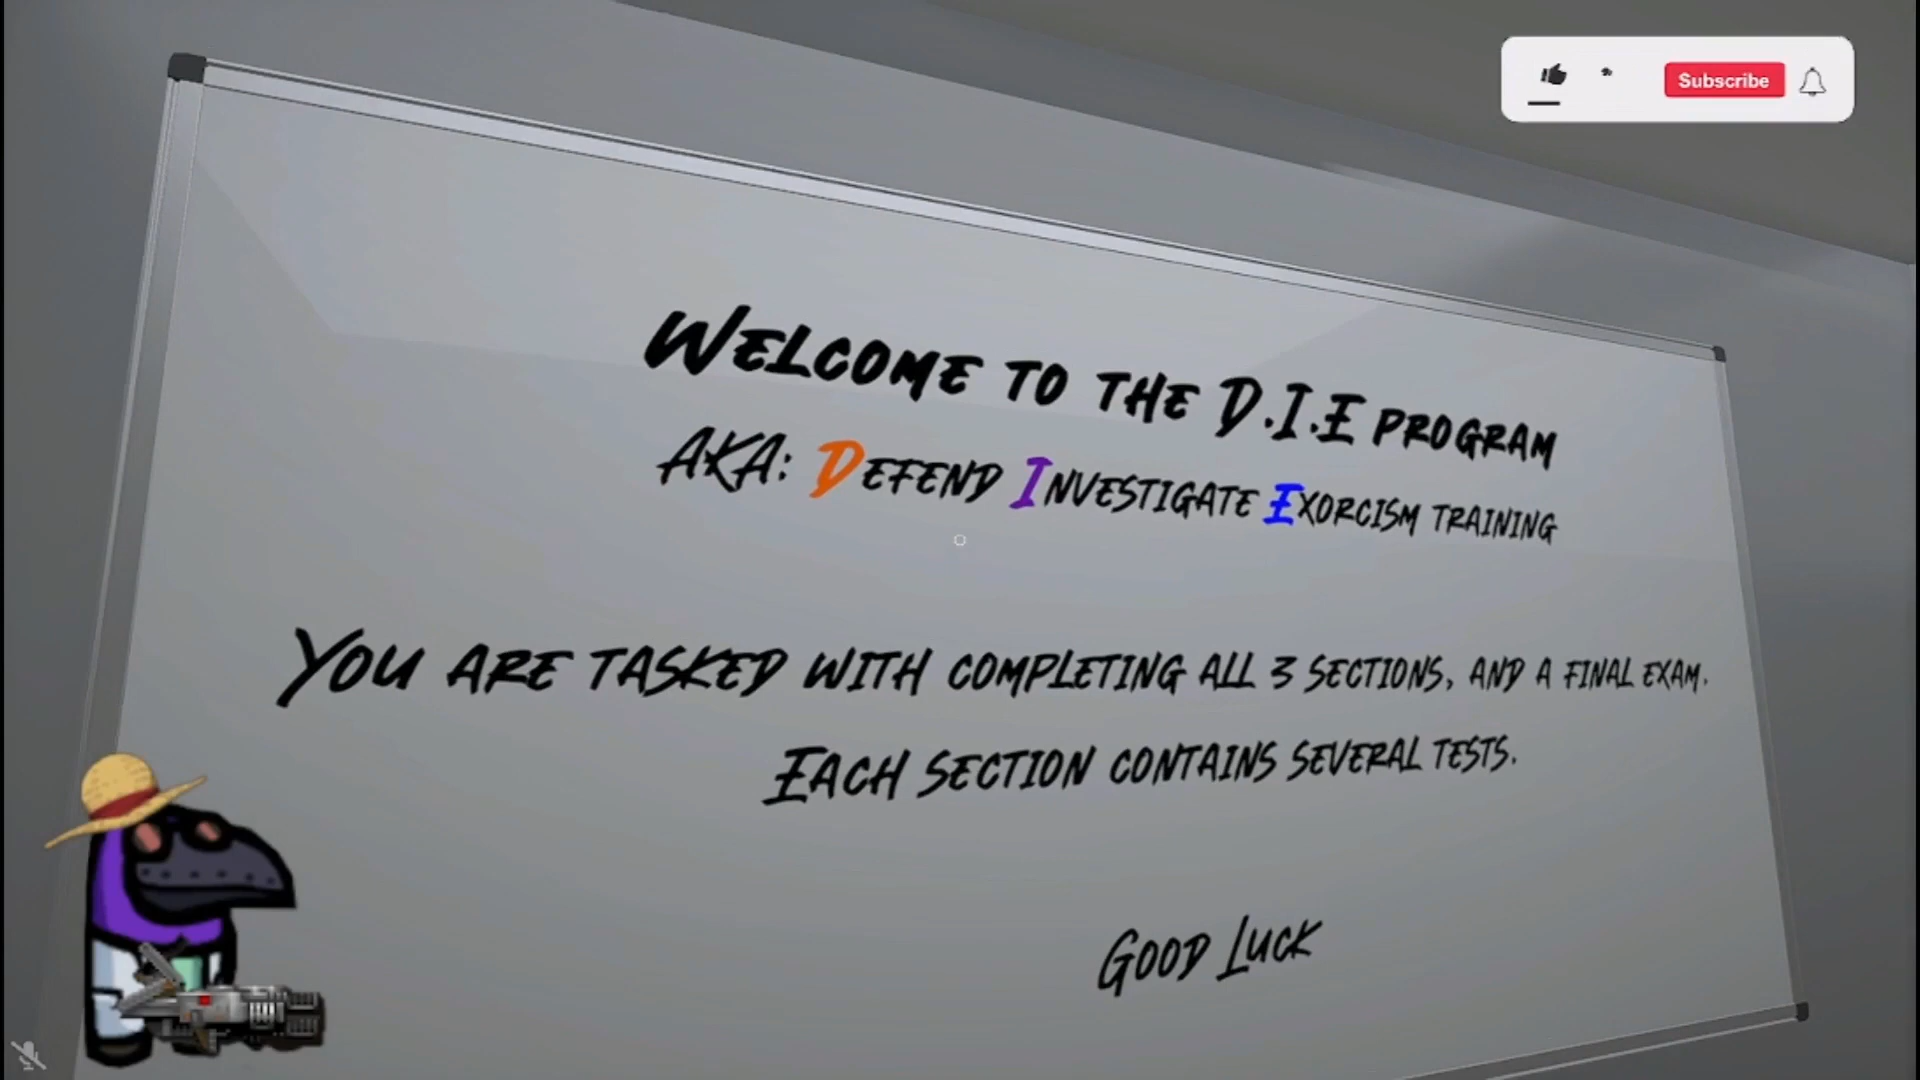 Subscribe
Welcome to the D.I.E program
AKA: Defend Investigate Exorcism training
You are tasked with completing all 3 sections, and a final exam.
Each section contains several tests.
Good Luck